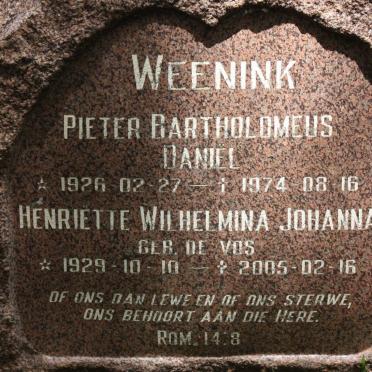 WEENINK
PIETER BARTHOLOMEUS
DANIEL
☆ 1926-02-27 — † 1974-08-16
HENRIETTE WILHELMINA JOHANNA
GEB. DE VOS
☆ 1929-10-10 — † 2005-02-16
OF ONS DAN LEWE EN OF ONS STERWE,
ONS BEHOORT AAN DIE HERE.
ROM. 14:8